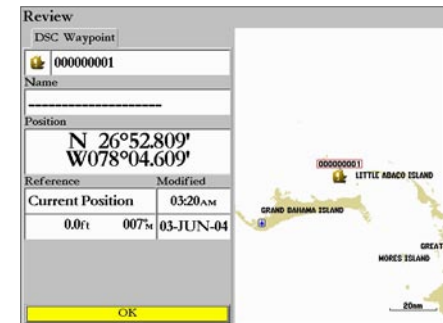 Review
DSC Waypoint
000000001
Name
--------------------
Position
N 26°52.809'
W078°04.609'
Reference Modified
Current Position 03:20AM
0.0ft 007°M 03-JUN-04
OK
000000001
LITTLE ABACO ISLAND
GRAND BAHAMA ISLAND
GREAT
MORES ISLAND
20nm